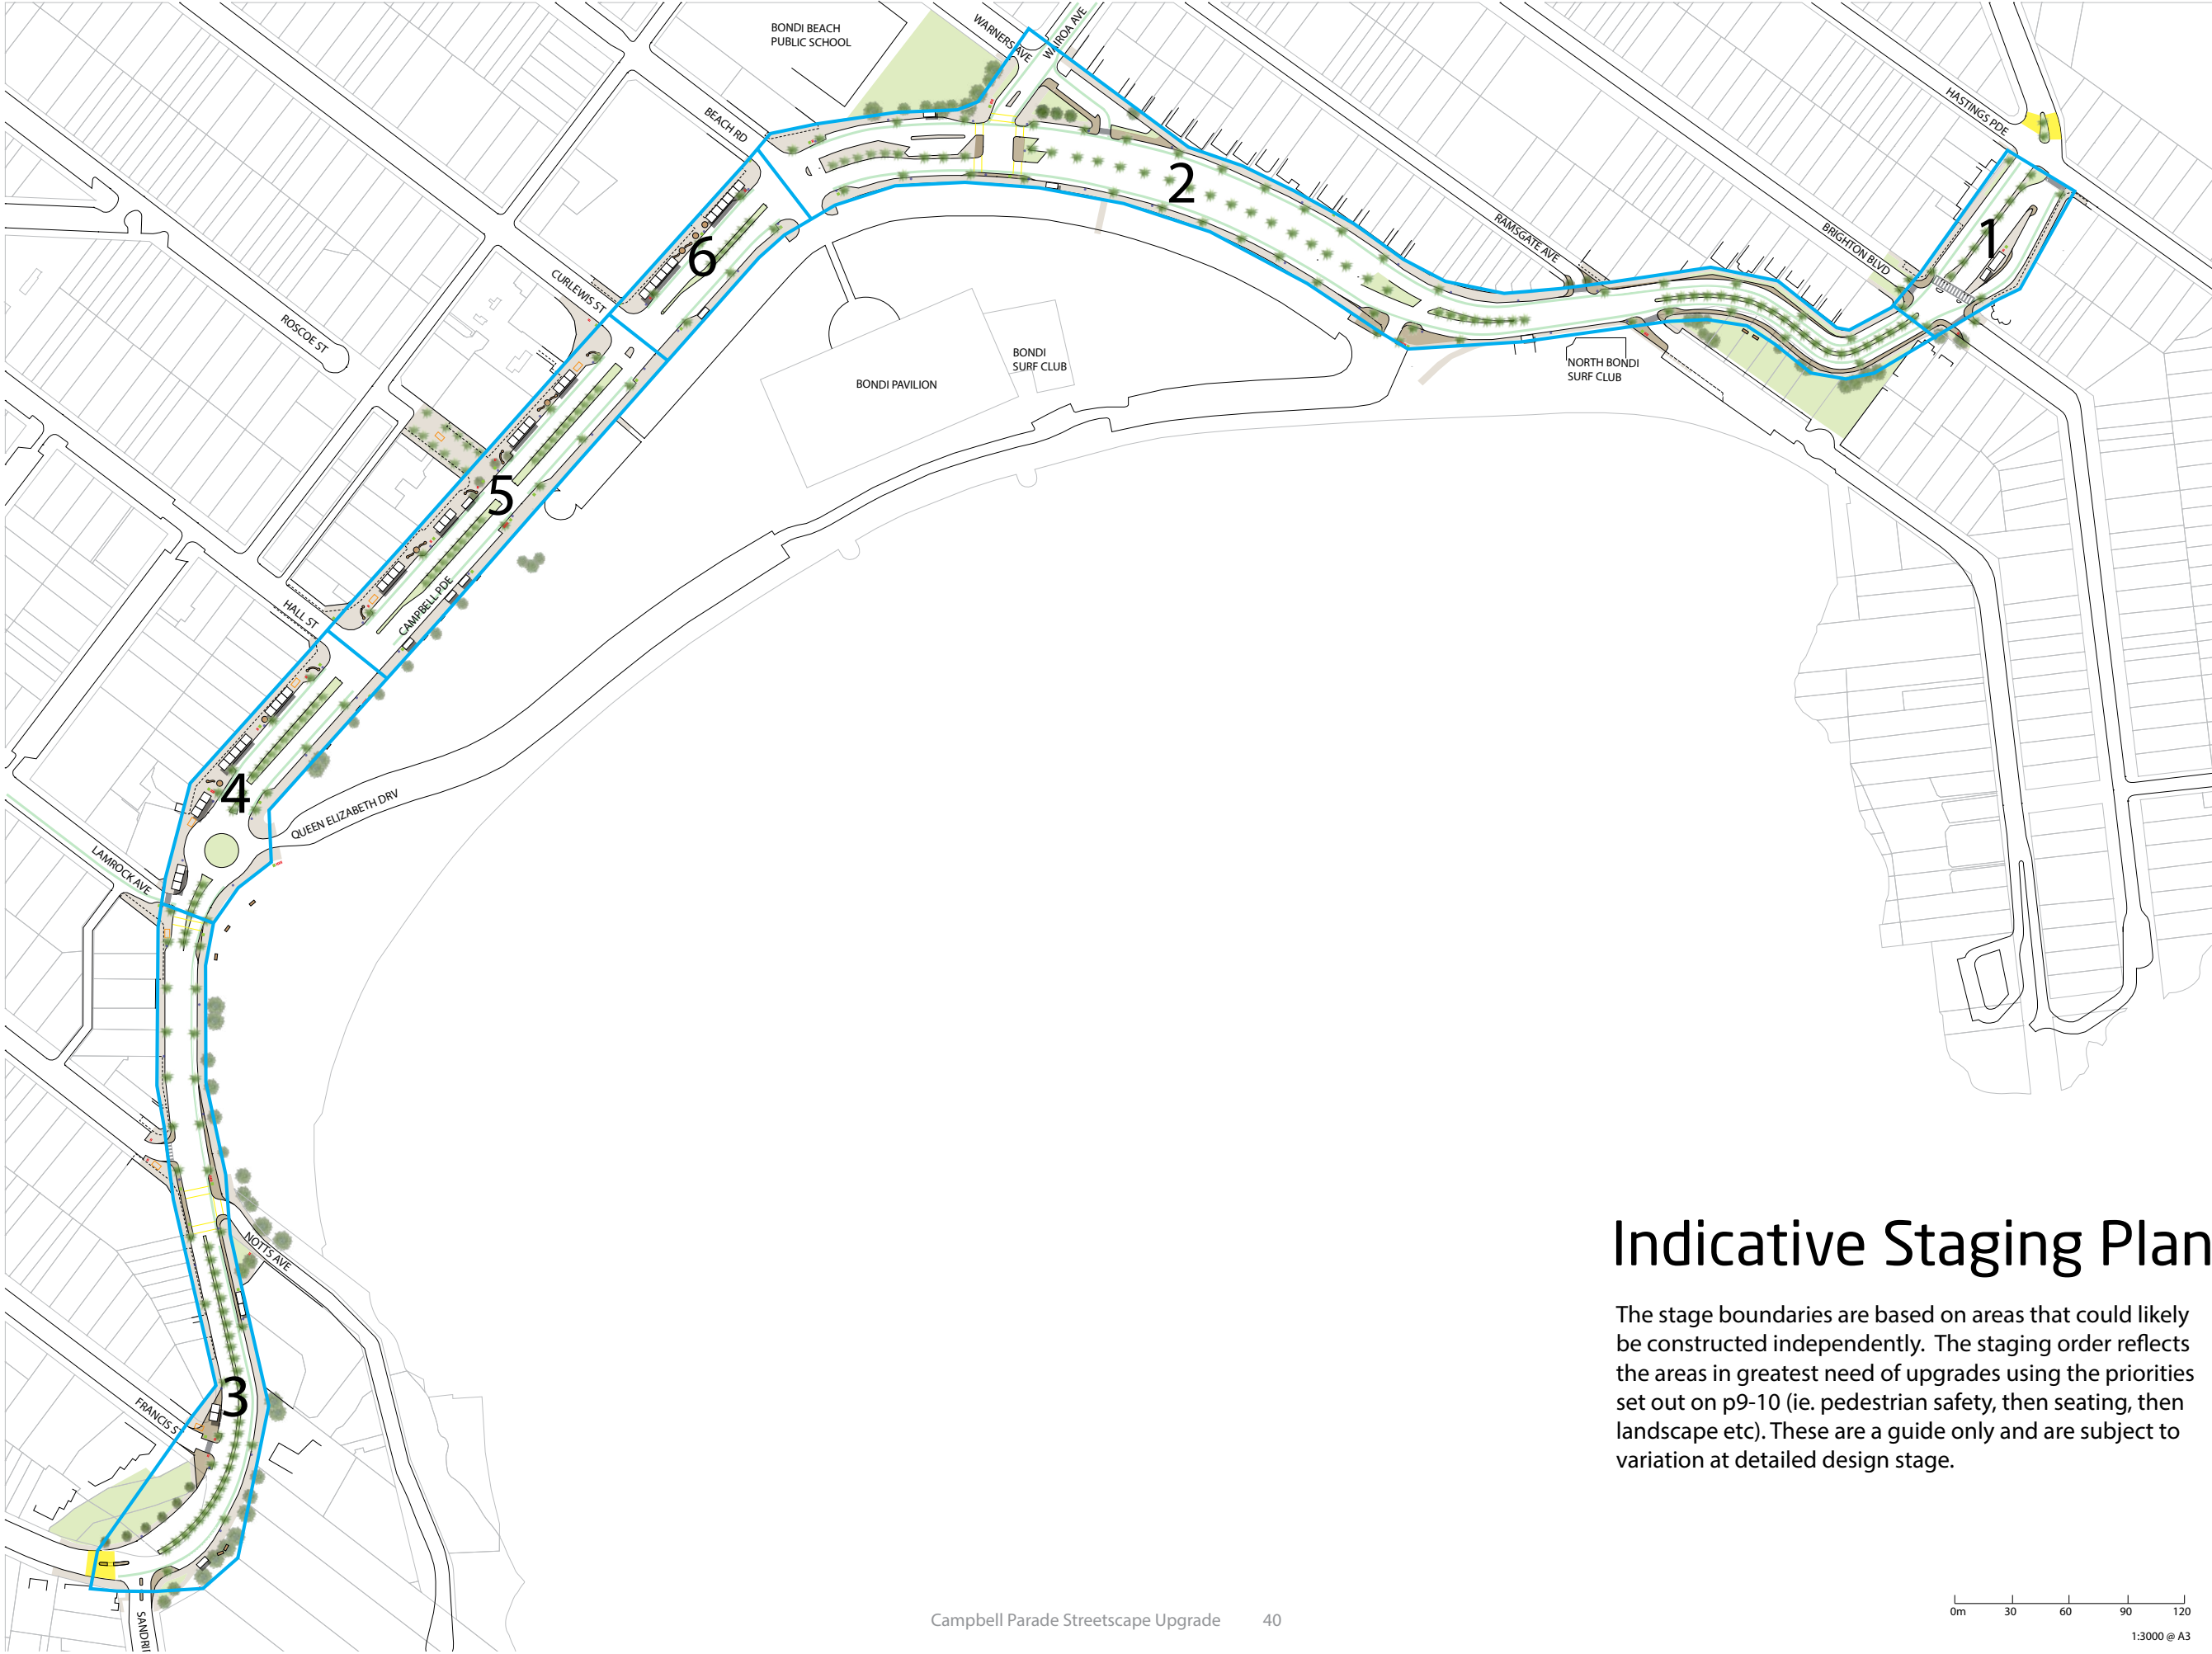 BONDI BEACH
PUBLIC SCHOOL
WARNERS AVE
WAIROA AVE
BEACH RD
HASTINGS PDE
2
1
6
RAMSGATE AVE
BRIGHTON BLVD
CURLEWIS ST
ROSCOE ST
BONDI
SURF CLUB
BONDI PAVILION
NORTH BONDI
SURF CLUB
5
CAMPBELL PDE
HALL ST
4
QUEEN ELIZABETH DRV
LAMROCK AVE
NOTTS AVE
3
FRANCIS ST
SANDRI
Indicative Staging Plan
The stage boundaries are based on areas that could likely
be constructed independently. The staging order reflects
the areas in greatest need of upgrades using the priorities
set out on p9-10 (ie. pedestrian safety, then seating, then
landscape etc). These are a guide only and are subject to
variation at detailed design stage.
Campbell Parade Streetscape Upgrade 40
0m 30 60 90 120
1:3000 @ A3